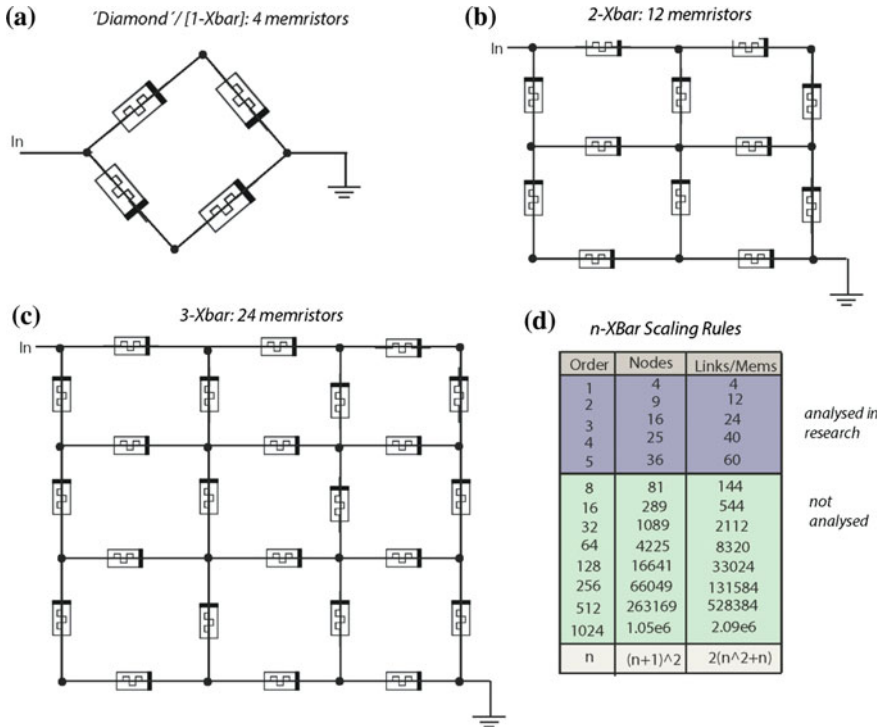 (a)
´Diamond´/ [1-Xbar]: 4 memristors
In
(b)
2-Xbar: 12 memristors
In
(c)
3-Xbar: 24 memristors
In
(d)
n-XBar Scaling Rules
Order Nodes Links/Mems
1 4 4
2 9 12
3 16 24
4 25 40
5 36 60
analysed in
research
8 81 144
16 289 544
32 1089 2112
64 4225 8320
128 16641 33024
256 66049 131584
512 263169 528384
1024 1.05e6 2.09e6
not
analysed
n (n+1)^2 2(n^2+n)